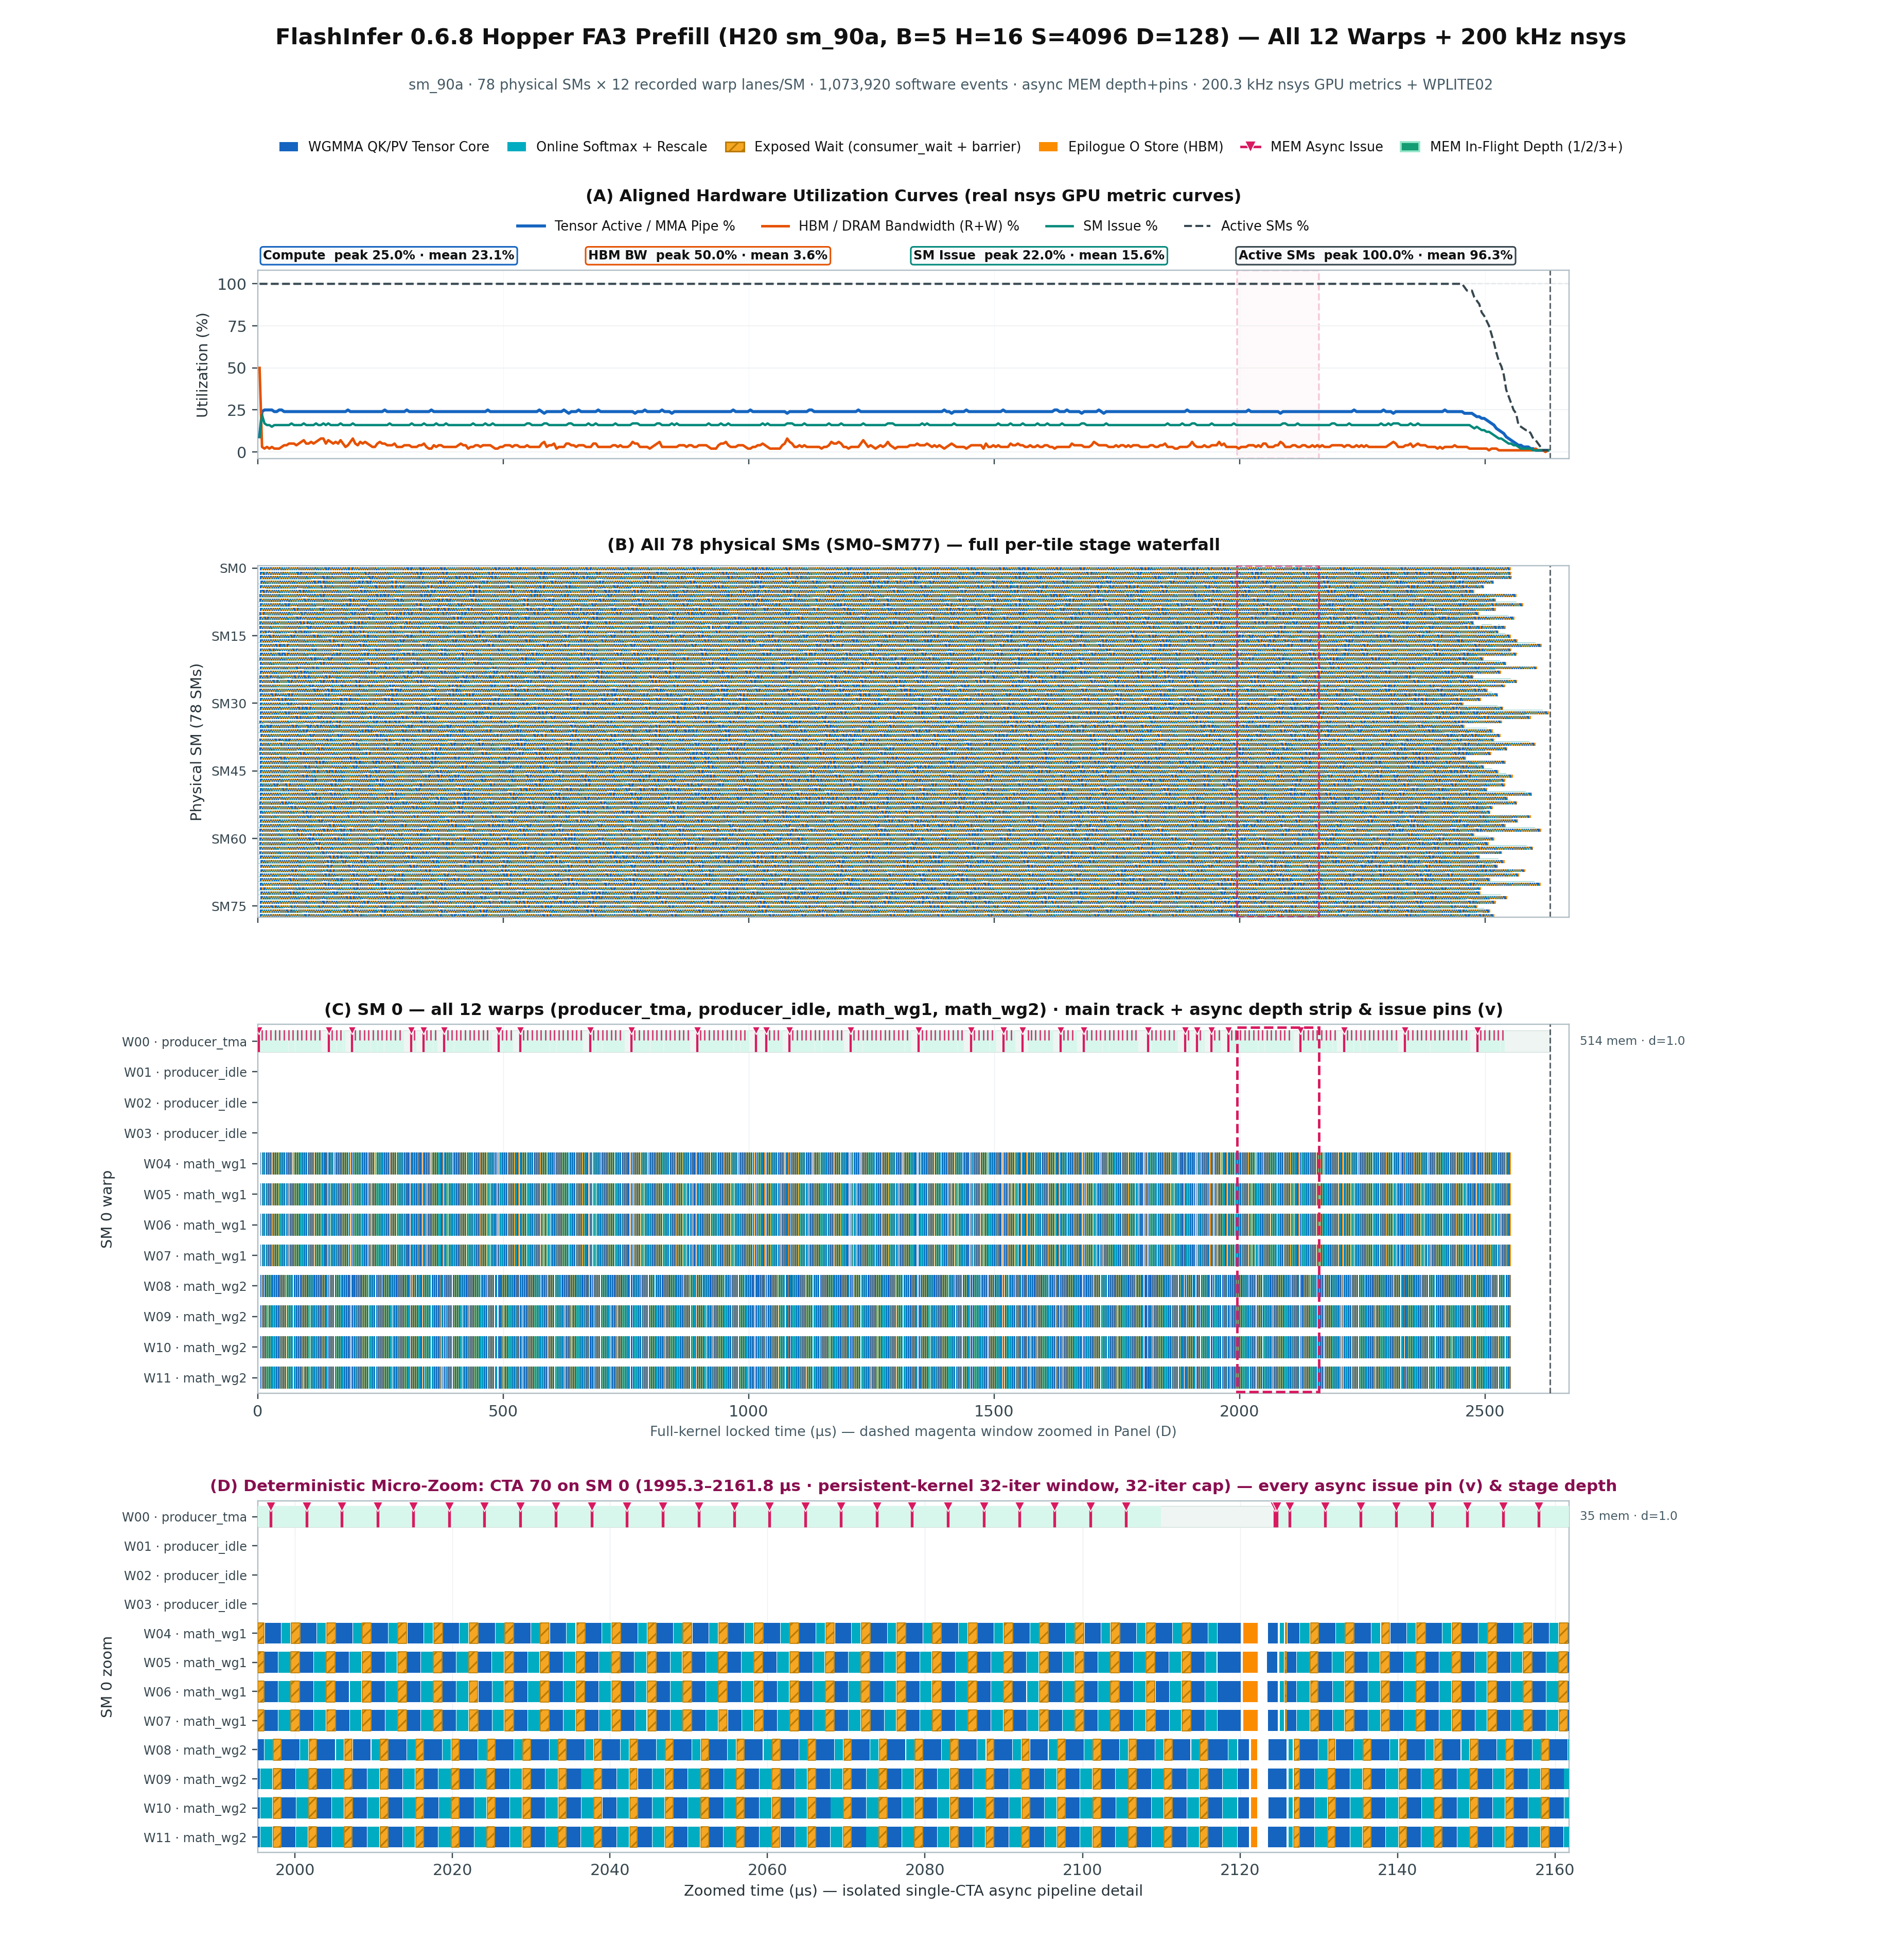 FlashInfer 0.6.8 Hopper FA3 Prefill (H20 sm_90a, B=5 H=16 S=4096 D=128) — All 12 Warps + 200 kHz nsys
sm_90a · 78 physical SMs × 12 recorded warp lanes/SM · 1,073,920 software events · async MEM depth+pins · 200.3 kHz nsys GPU metrics + WPLITE02
WGMMA QK/PV Tensor Core
Online Softmax + Rescale
Exposed Wait (consumer_wait + barrier)
Epilogue O Store (HBM)
MEM Async Issue
MEM In-Flight Depth (1/2/3+)
(A) Aligned Hardware Utilization Curves (real nsys GPU metric curves)
Tensor Active / MMA Pipe %
HBM / DRAM Bandwidth (R+W) %
SM Issue %
Active SMs %
Compute peak 25.0% · mean 23.1%
HBM BW peak 50.0% · mean 3.6%
SM Issue peak 22.0% · mean 15.6%
Active SMs peak 100.0% · mean 96.3%
Utilization (%)
100
75
50
25
0
(B) All 78 physical SMs (SM0–SM77) — full per-tile stage waterfall
Physical SM (78 SMs)
SM0
SM15
SM30
SM45
SM60
SM75
(C) SM 0 — all 12 warps (producer_tma, producer_idle, math_wg1, math_wg2) · main track + async depth strip & issue pins (v)
SM 0 warp
W00 · producer_tma
514 mem · d=1.0
W01 · producer_idle
W02 · producer_idle
W03 · producer_idle
W04 · math_wg1
W05 · math_wg1
W06 · math_wg1
W07 · math_wg1
W08 · math_wg2
W09 · math_wg2
W10 · math_wg2
W11 · math_wg2
0 500 1000 1500 2000 2500
Full-kernel locked time (µs) — dashed magenta window zoomed in Panel (D)
(D) Deterministic Micro-Zoom: CTA 70 on SM 0 (1995.3–2161.8 µs · persistent-kernel 32-iter window, 32-iter cap) — every async issue pin (v) & stage depth
SM 0 zoom
W00 · producer_tma
35 mem · d=1.0
W01 · producer_idle
W02 · producer_idle
W03 · producer_idle
W04 · math_wg1
W05 · math_wg1
W06 · math_wg1
W07 · math_wg1
W08 · math_wg2
W09 · math_wg2
W10 · math_wg2
W11 · math_wg2
2000 2020 2040 2060 2080 2100 2120 2140 2160
Zoomed time (µs) — isolated single-CTA async pipeline detail